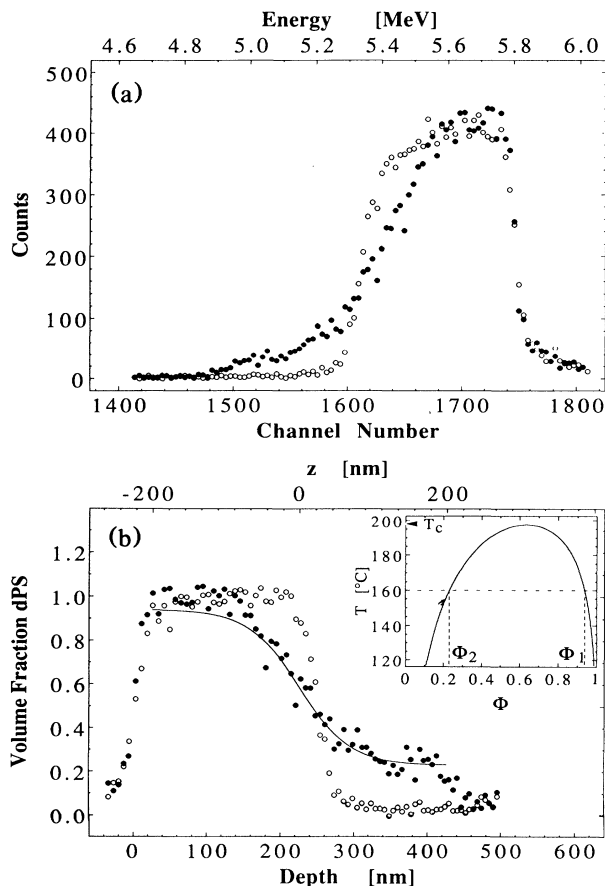 Energy [MeV]
4.6 4.8 5.0 5.2 5.4 5.6 5.8 6.0
(a)
500
400
300
200
100
0
Counts
1400 1500 1600 1700 1800
Channel Number
z [nm]
-200 0 200
(b)
1.2
1.0
0.8
0.6
0.4
0.2
0.0
Volume Fraction dPS
0 100 200 300 400 500 600
Depth [nm]
200
180
160
140
120
T [°C]
Tc
Φ2 Φ1
0 0.2 0.4 0.6 0.8 1
Φ